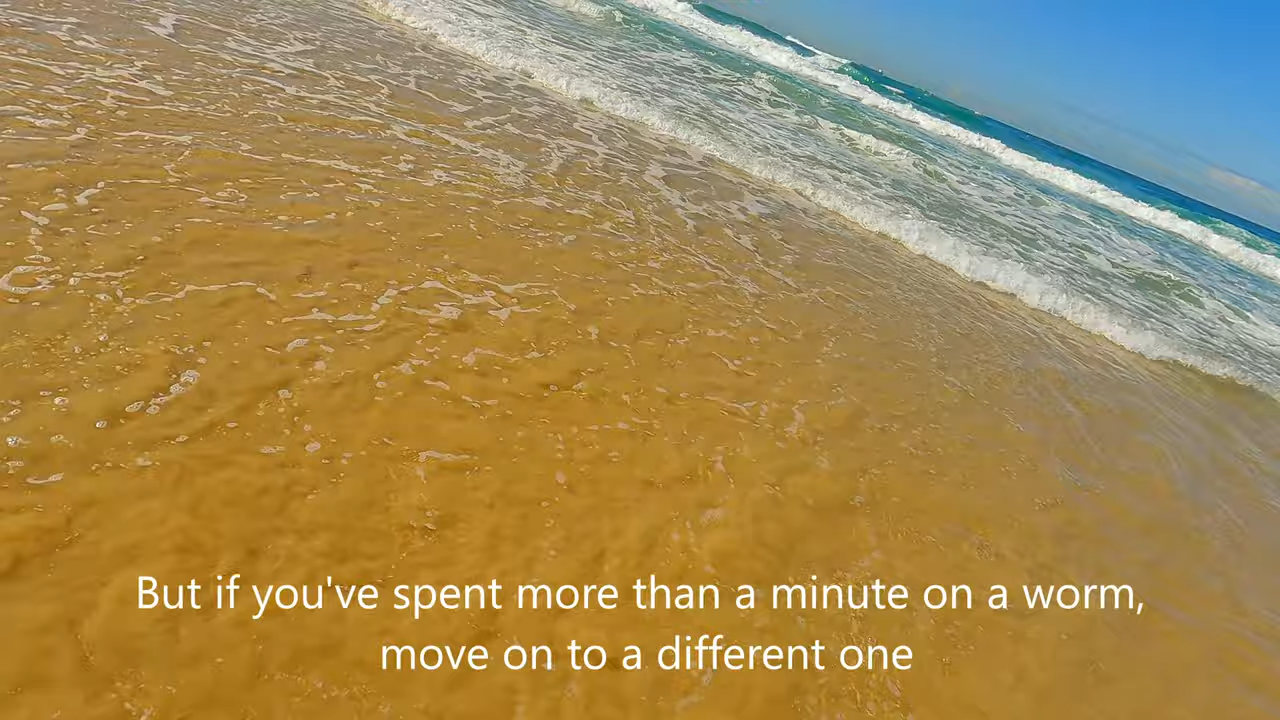 But if you've spent more than a minute on a worm,
move on to a different one